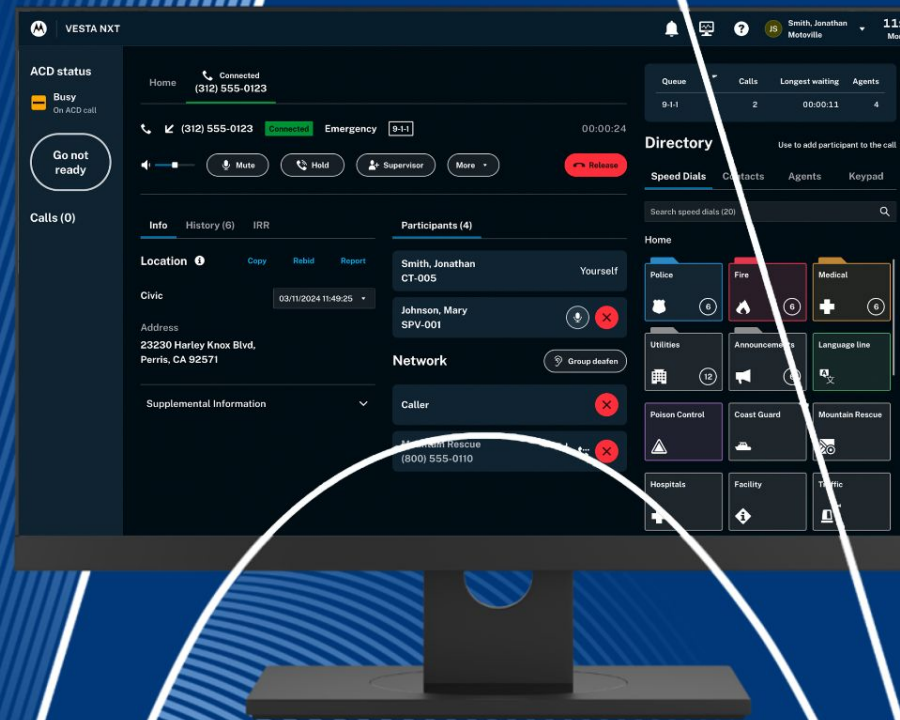 VESTA NXT
JS
Smith, Jonathan
Motoville
11:
Mon
ACD status
Busy
On ACD call
Go not
ready
Calls (0)
Home
Connected
(312) 555-0123
(312) 555-0123 Connected Emergency 9-1-1 00:00:24
Mute Hold Supervisor More Release
Info History (6) IRR
Location Copy Rebid Report
Civic 03/11/2024 11:49:25
Address
23230 Harley Knox Blvd,
Perris, CA 92571
Supplemental Information
Participants (4)
Smith, Jonathan
CT-005
Yourself
Johnson, Mary
SPV-001
Network Group deafen
Caller
Mountain Rescue
(800) 555-0110
Queue Calls Longest waiting Agents
9-1-1 2 00:00:11 4
Directory Use to add participant to the call
Speed Dials Contacts Agents Keypad
Search speed dials (20)
Home
Police Fire Medical
6 6 6
Utilities Announcements Language line
12
Poison Control Coast Guard Mountain Rescue
Hospitals Facility Traffic